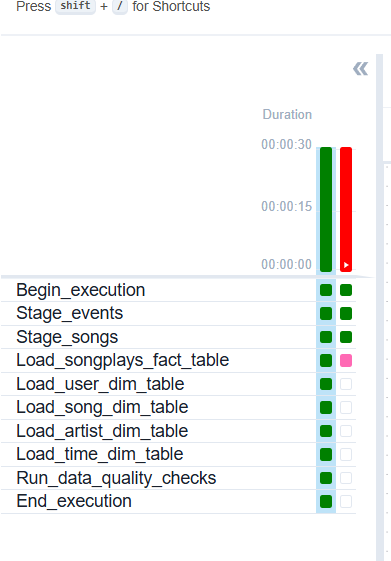 Press shift + / for Shortcuts
Duration
00:00:30
00:00:15
00:00:00
Begin_execution
Stage_events
Stage_songs
Load_songplays_fact_table
Load_user_dim_table
Load_song_dim_table
Load_artist_dim_table
Load_time_dim_table
Run_data_quality_checks
End_execution